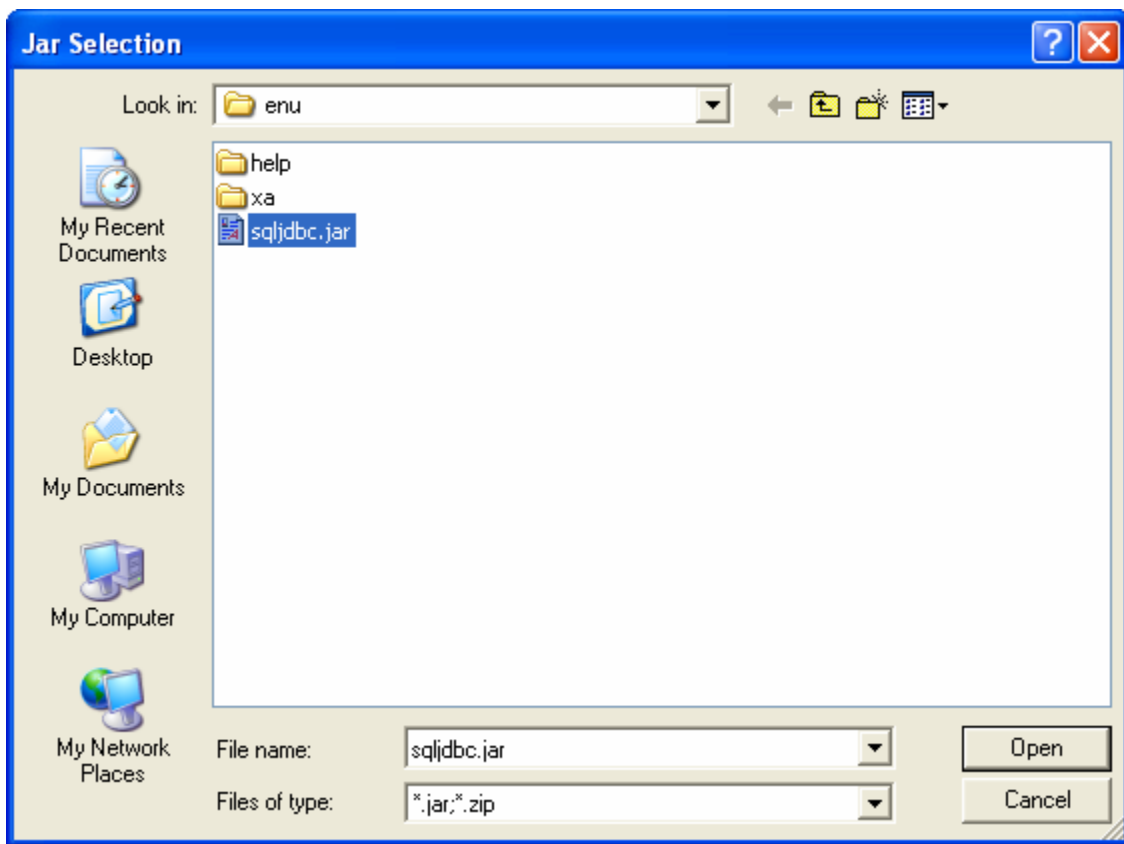 Jar Selection
Look in: enu
help
xa
sqljdbc.jar
My Recent
Documents
Desktop
My Documents
My Computer
My Network
Places
File name: sqljdbc.jar Open
Files of type: *.jar;*.zip Cancel